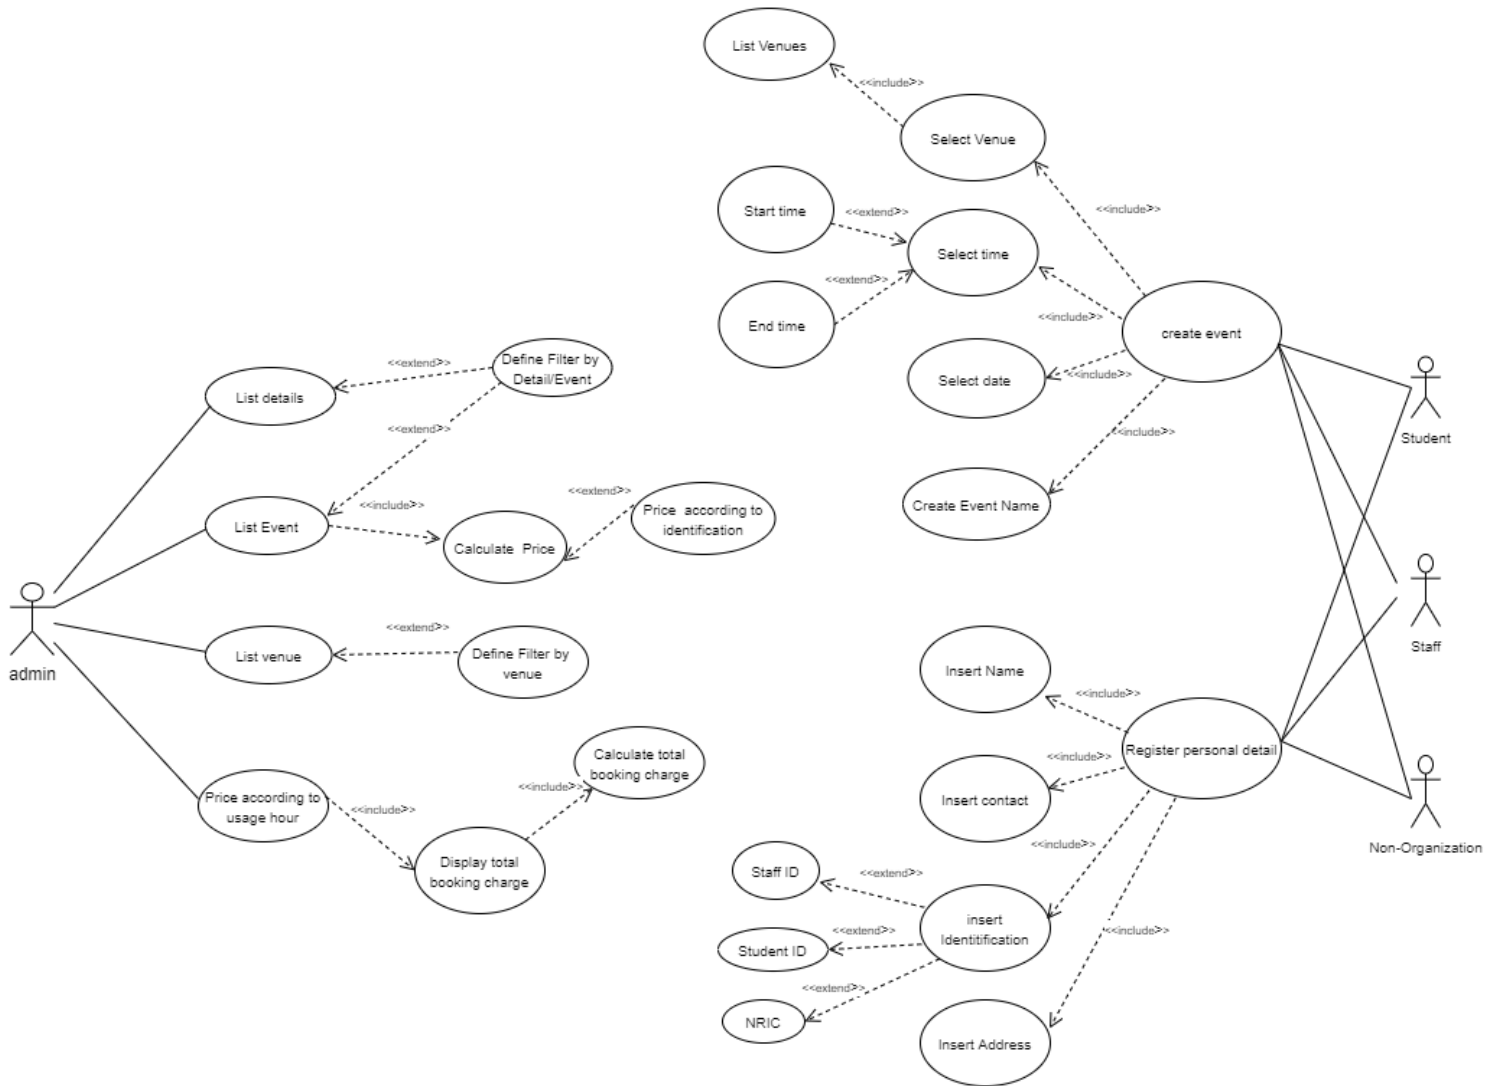 List Venues
<<include>>
Select Venue
Start time
<<extend>>
<<include>>
Select time
<<extend>>
End time
<<include>>
create event
Select date
<<include>>
Student
<<include>>
Create Event Name
Staff
Define Filter by
Detail/Event
<<extend>>
List details
<<extend>>
List Event
<<include>>
Calculate  Price
<<extend>>
Price  according to
identification
admin
List venue
<<extend>>
Define Filter by
venue
Price according to
usage hour
<<include>>
Display total
booking charge
<<include>>
Calculate total
booking charge
Insert Name
<<include>>
Register personal detail
<<include>>
Insert contact
Non-Organization
<<include>>
Staff ID
<<extend>>
insert
Identitification
Student ID
<<extend>>
<<include>>
NRIC
<<extend>>
Insert Address